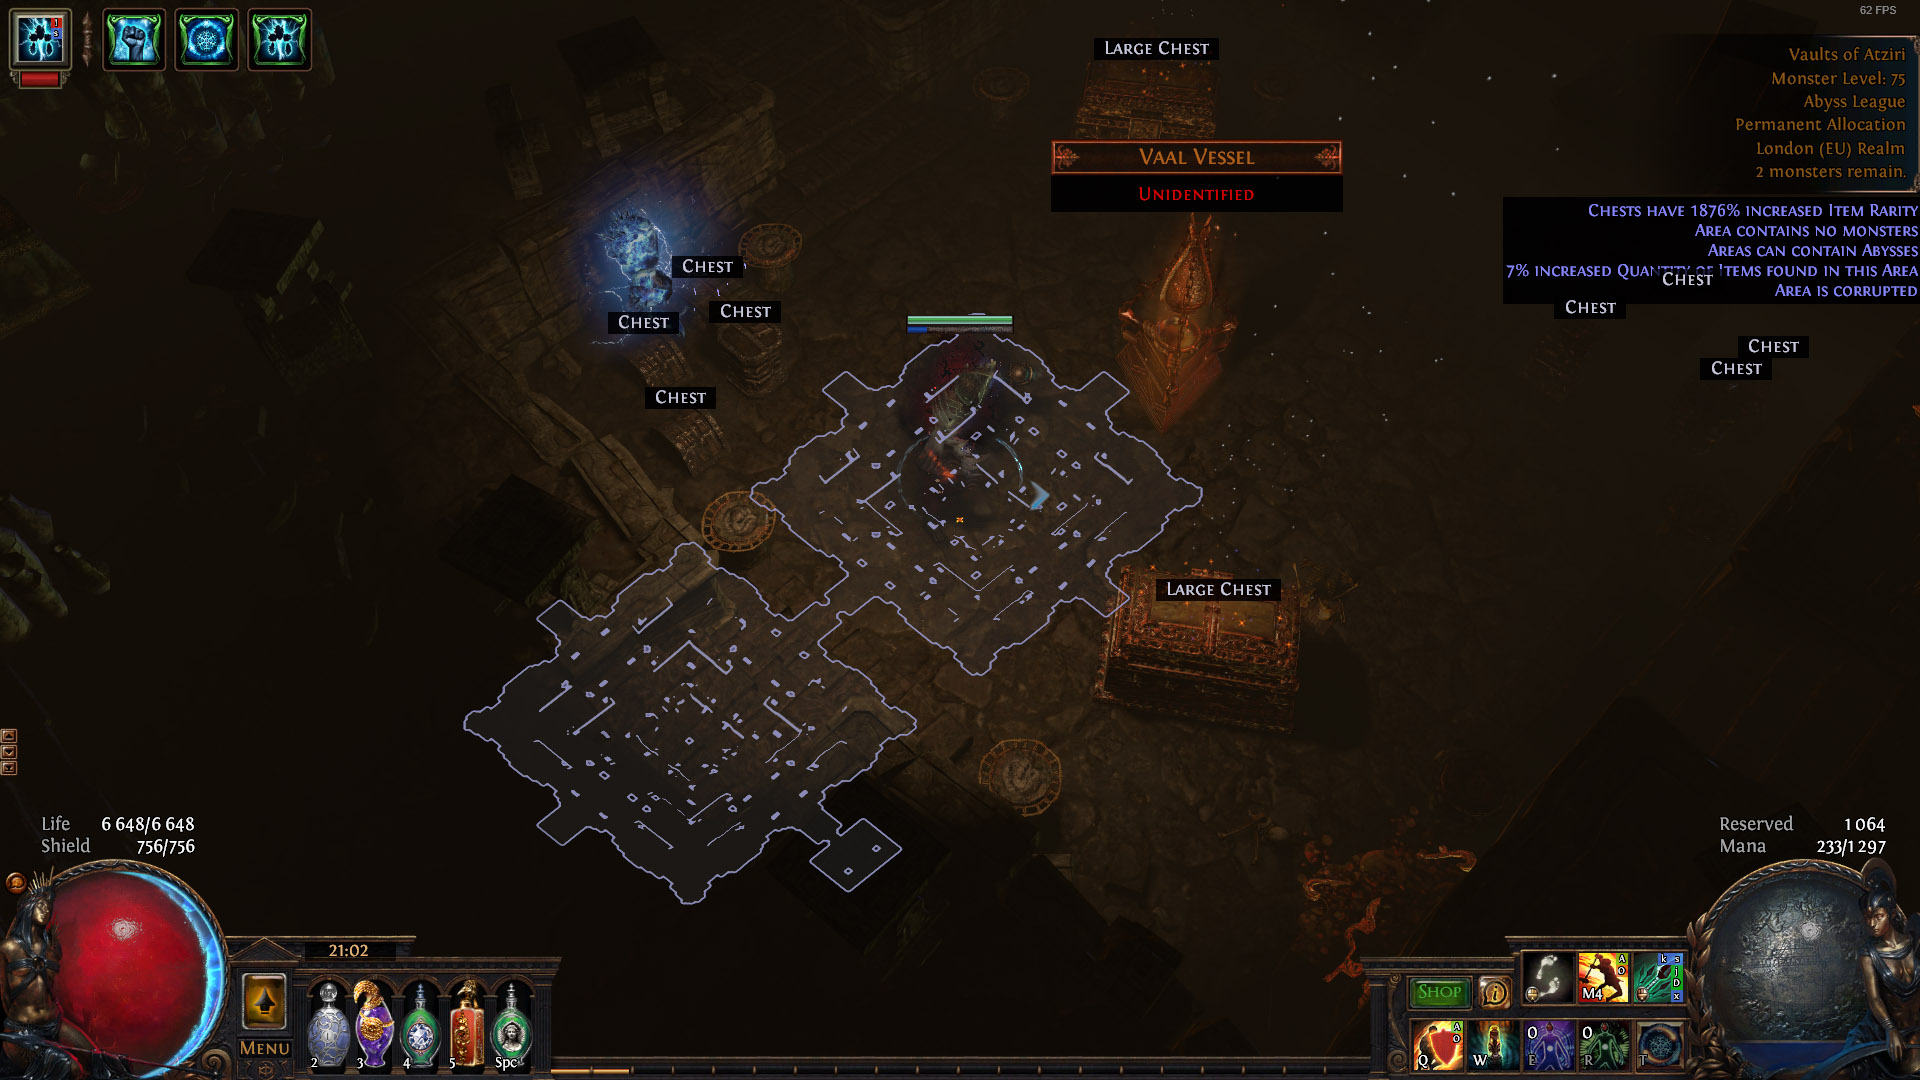 62 FPS
LARGE CHEST
Vaults of Atziri
Monster Level: 75
Abyss League
Permanent Allocation
London (EU) Realm
2 monsters remain.
VAAL VESSEL
UNIDENTIFIED
CHESTS HAVE 1876% INCREASED ITEM RARITY
AREA CONTAINS NO MONSTERS
AREAS CAN CONTAIN ABYSSES
7% INCREASED QUANTITY OF ITEMS FOUND IN THIS AREA
AREA IS CORRUPTED
CHEST
CHEST
CHEST
CHEST
CHEST
CHEST
CHEST
CHEST
LARGE CHEST
Life 6 648/6 648
Shield 756/756
Reserved 1 064
Mana 233/1 297
21:02
MENU
2
3
4
5
Spc
SHOP
M4
A
O
k
s
j
D
x
Q
A
O
W
O
E
O
R
T